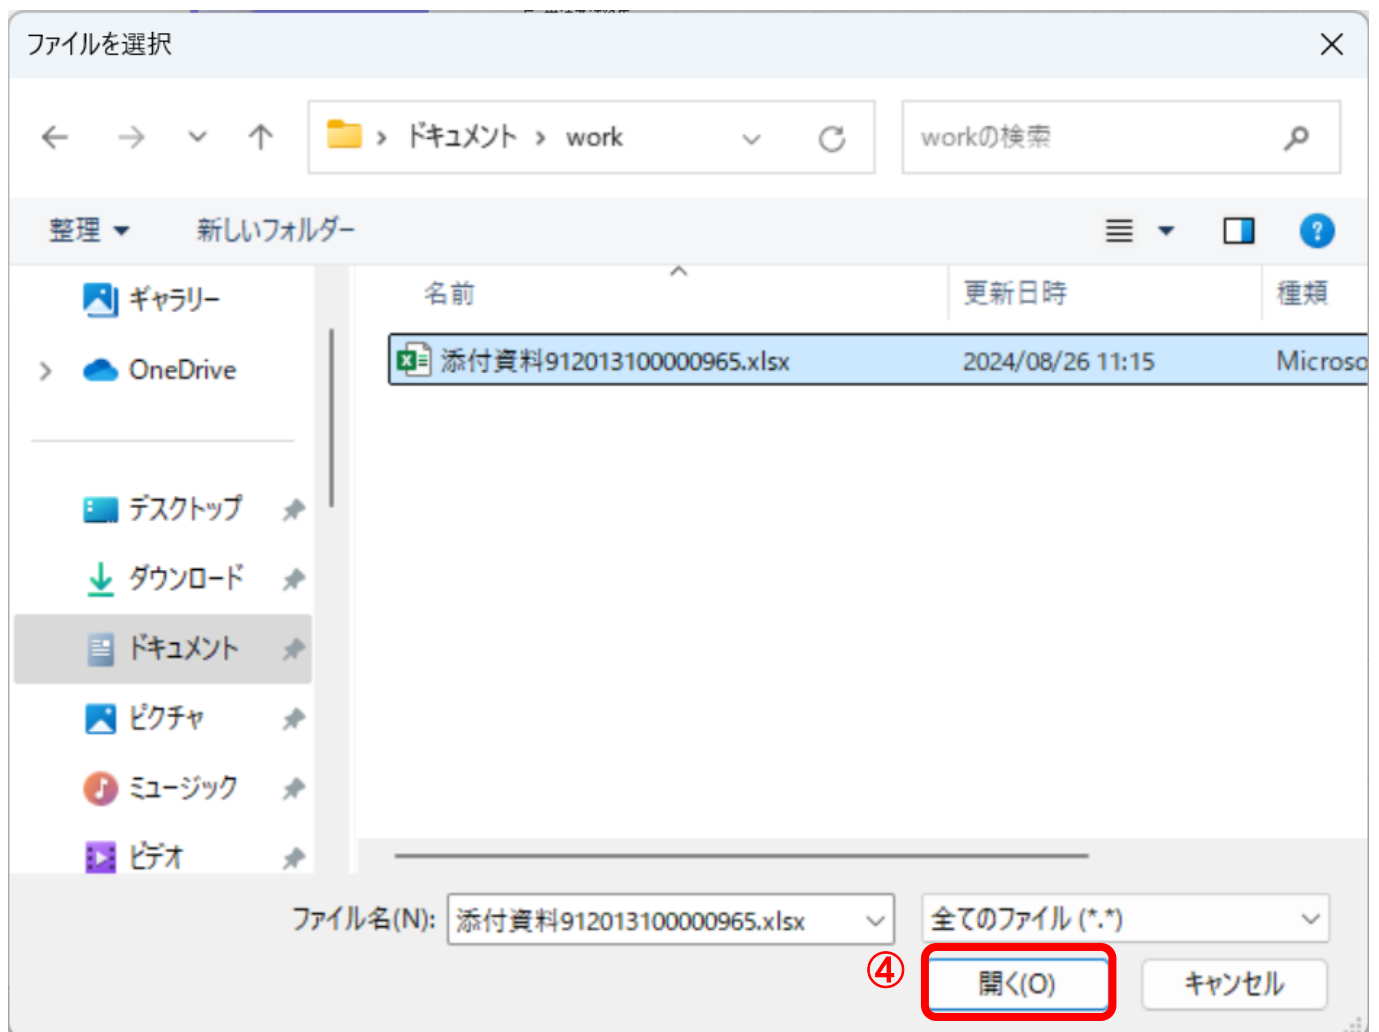 ファイルを選択
ドキュメント
work
workの検索
整理
新しいフォルダー
ギャラリー
OneDrive
デスクトップ
ダウンロード
ドキュメント
ピクチャ
ミュージック
ビデオ
名前
更新日時
種類
添付資料912013100000965.xlsx
2024/08/26 11:15
Microso
ファイル名(N):
添付資料912013100000965.xlsx
全てのファイル (*.*)
④
開く(O)
キャンセル